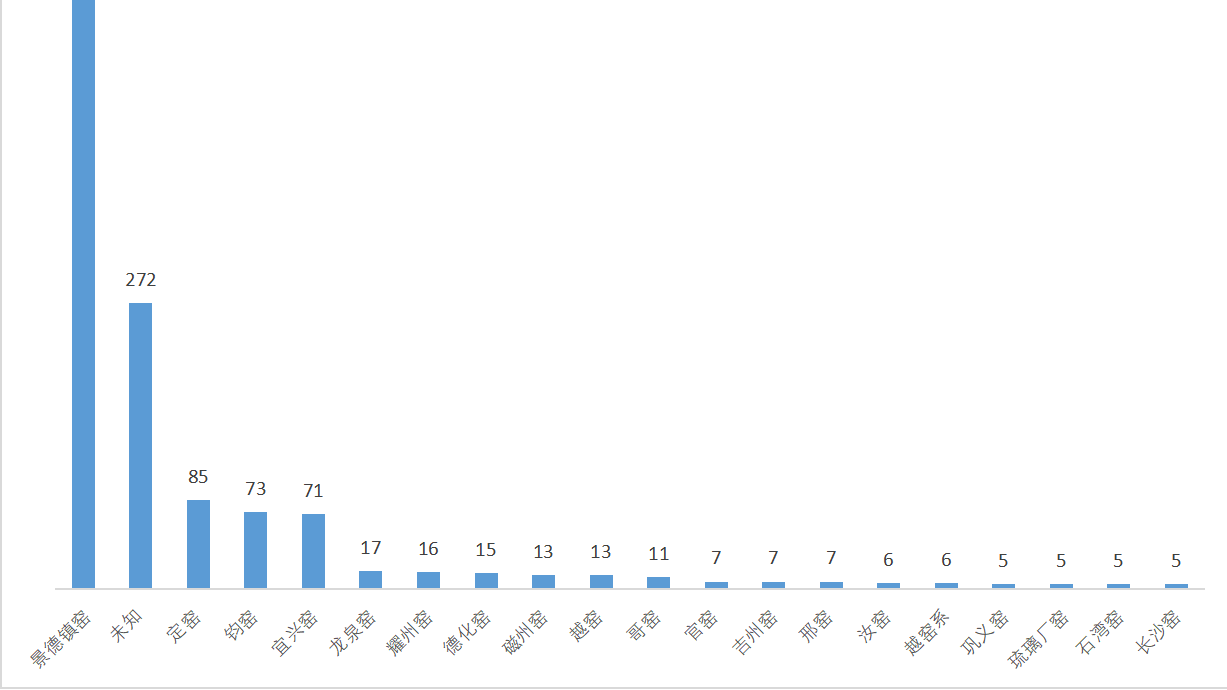 272
85
73
71
17
16
15
13
13
11
7
7
7
6
6
5
5
5
5
景德镇窑
未知
定窑
钧窑
宜兴窑
龙泉窑
耀州窑
德化窑
磁州窑
越窑
哥窑
官窑
吉州窑
邢窑
汝窑
越窑系
巩义窑
琉璃厂窑
石湾窑
长沙窑